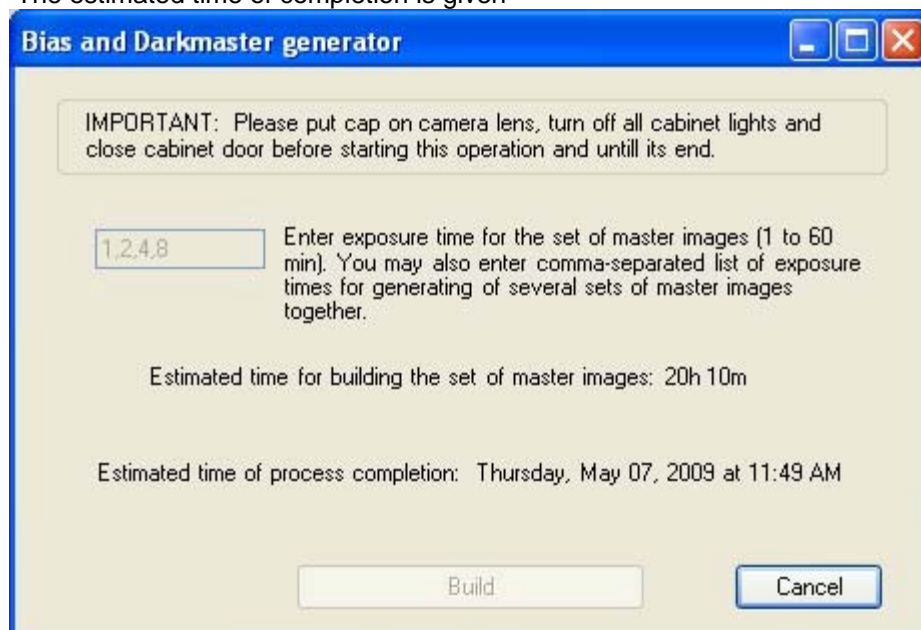 The estimated time of completion is given
Bias and Darkmaster generator
IMPORTANT: Please put cap on camera lens, turn off all cabinet lights and
close cabinet door before starting this operation and untill its end.
1,2,4,8
Enter exposure time for the set of master images (1 to 60
min). You may also enter comma-separated list of exposure
times for generating of several sets of master images
together.
Estimated time for building the set of master images: 20h 10m
Estimated time of process completion: Thursday, May 07, 2009 at 11:49 AM
Build
Cancel